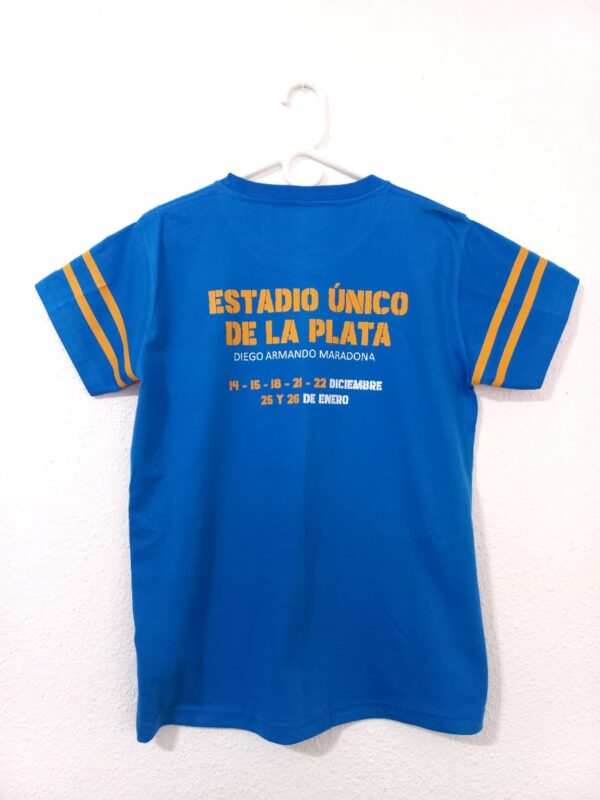 ESTADIO ÚNICO
DE LA PLATA
DIEGO ARMANDO MARADONA
14 - 15 - 18 - 21 - 22 DICIEMBRE
25 Y 26 DE ENERO